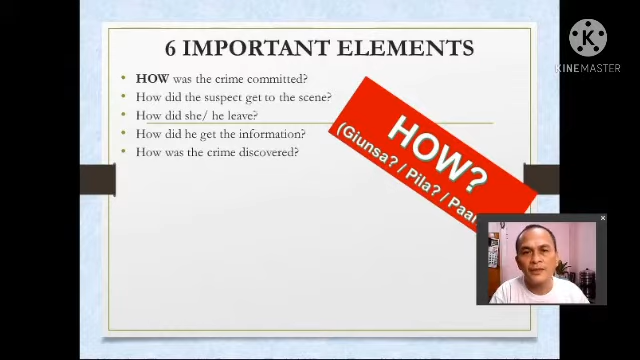 6 IMPORTANT ELEMENTS
HOW was the crime committed?
How did the suspect get to the scene?
How did she/ he leave?
How did he get the information?
How was the crime discovered?
HOW?
(Giunsa? / Pila? /
KINEMASTER